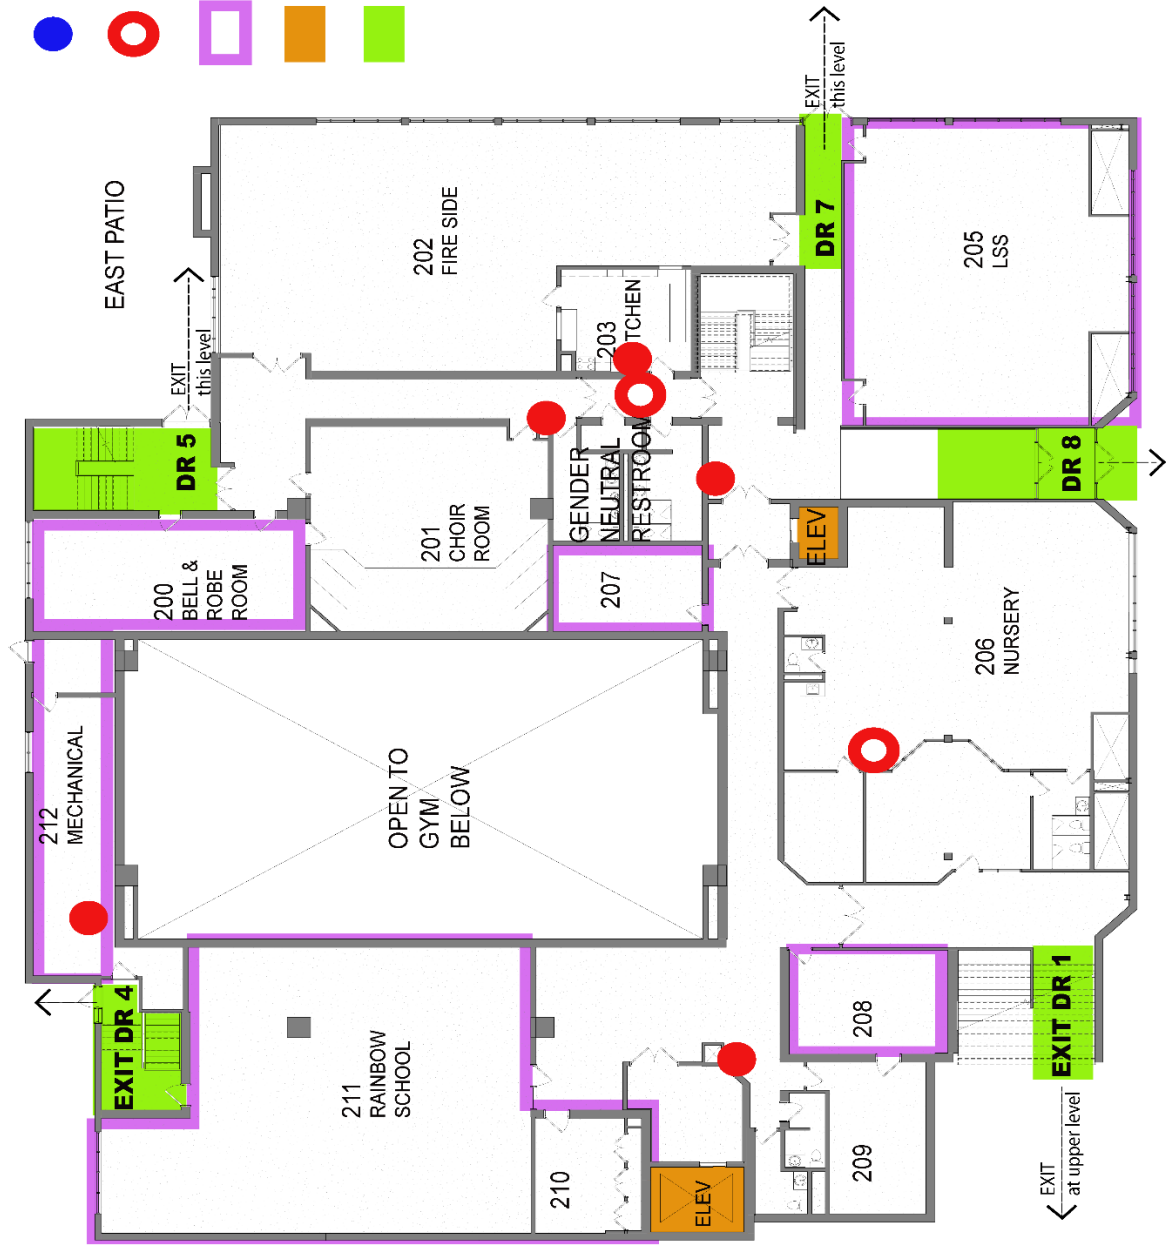 EXIT
this level
EAST PATIO
202
FIRE SIDE
DR 7
205
LSS
EXIT
this level
203
TCHEN
DR 5
GENDER
NEUTRAL
RESTROOM
DR 8
201
CHOIR
ROOM
ELEV
200
BELL &
ROBE
ROOM
207
206
NURSERY
212
MECHANICAL
OPEN TO
GYM
BELOW
EXIT DR 4
208
EXIT DR 1
211
RAINBOW
SCHOOL
210
ELEV
209
EXIT
at upper level